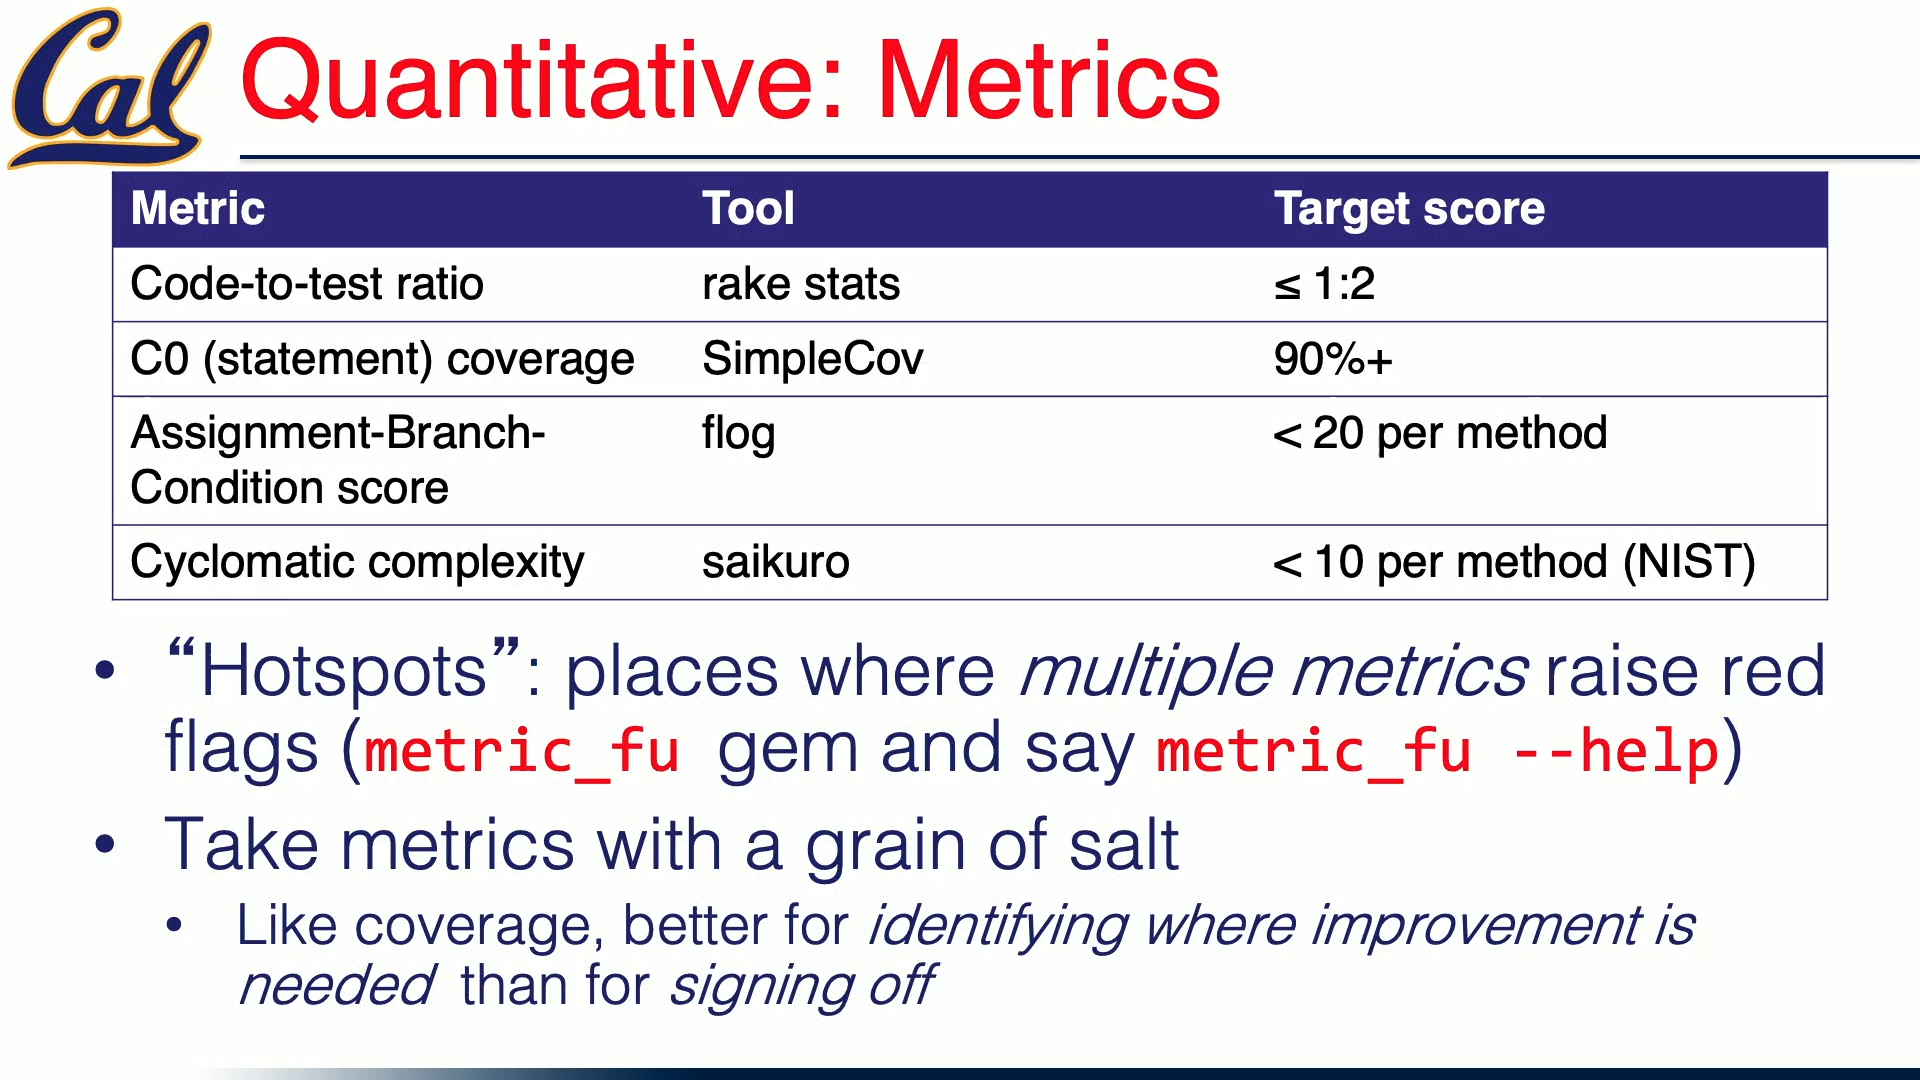 Cal
Quantitative: Metrics
Metric Tool Target score
Code-to-test ratio rake stats ≤ 1:2
C0 (statement) coverage SimpleCov 90%+
Assignment-Branch- flog < 20 per method
Condition score
Cyclomatic complexity saikuro < 10 per method (NIST)
• “Hotspots”: places where multiple metrics raise red
flags (metric_fu gem and say metric_fu --help)
• Take metrics with a grain of salt
• Like coverage, better for identifying where improvement is
needed than for signing off